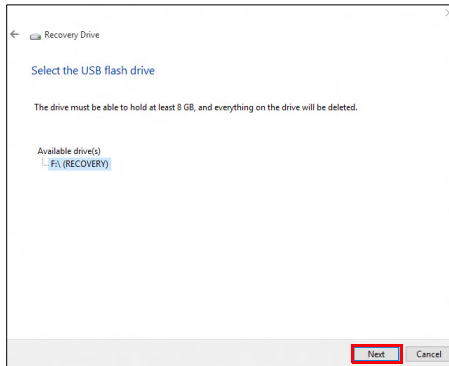 Recovery Drive
Select the USB flash drive
The drive must be able to hold at least 8 GB, and everything on the drive will be deleted.
Available drive(s)
F:\ (RECOVERY)
Next Cancel